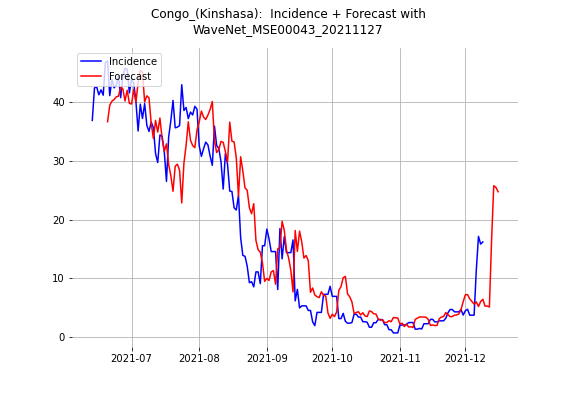 Congo_(Kinshasa):  Incidence + Forecast with
WaveNet_MSE00043_20211127
Incidence
Forecast
40
30
20
10
0
2021-07
2021-08
2021-09
2021-10
2021-11
2021-12